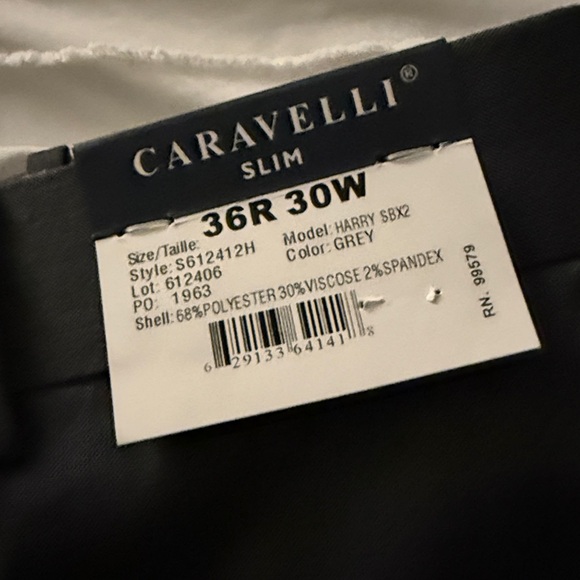 CARAVELLI®
SLIM
Size/Taille: 36R 30W
Style: S612412H Model: HARRY SBX2
Lot: 612406 Color: GREY
PO: 1963
Shell: 68%POLYESTER 30%VISCOSE 2%SPANDEX
6 29133 64141 8
RN: 99579